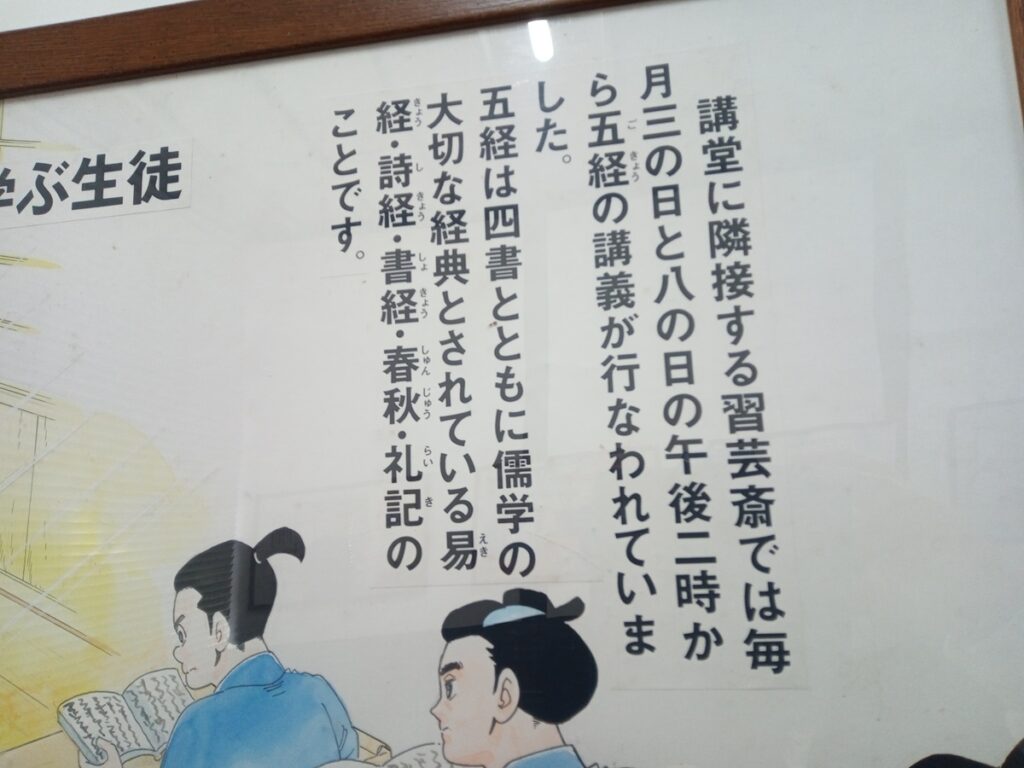 講堂に隣接する習芸斎では毎
月三の日と八の日の午後二時か
ら五経の講義が行なわれていま
した。
五経は四書とともに儒学の
大切な経典とされている易
経・詩経・書経・春秋・礼記の
ことです。
学ぶ生徒